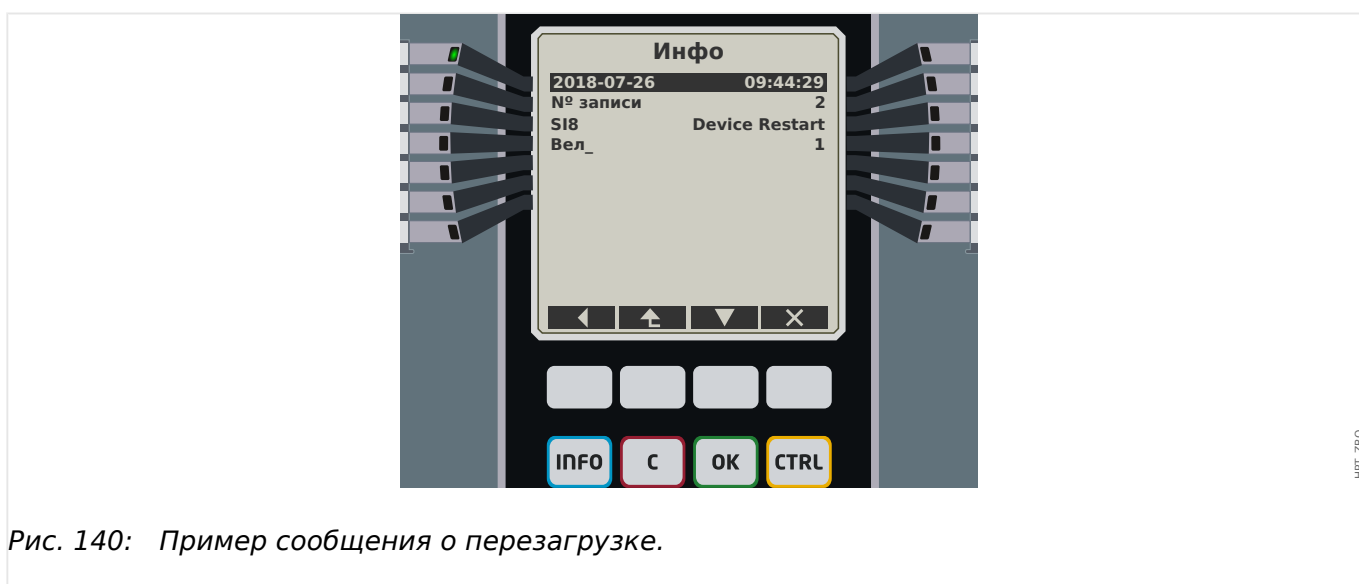 Инфо
2018-07-26 09:44:29
№ записи 2
SI8 Device Restart
Вел_ 1
INFO C OK CTRL
Рис. 140: Пример сообщения о перезагрузке.